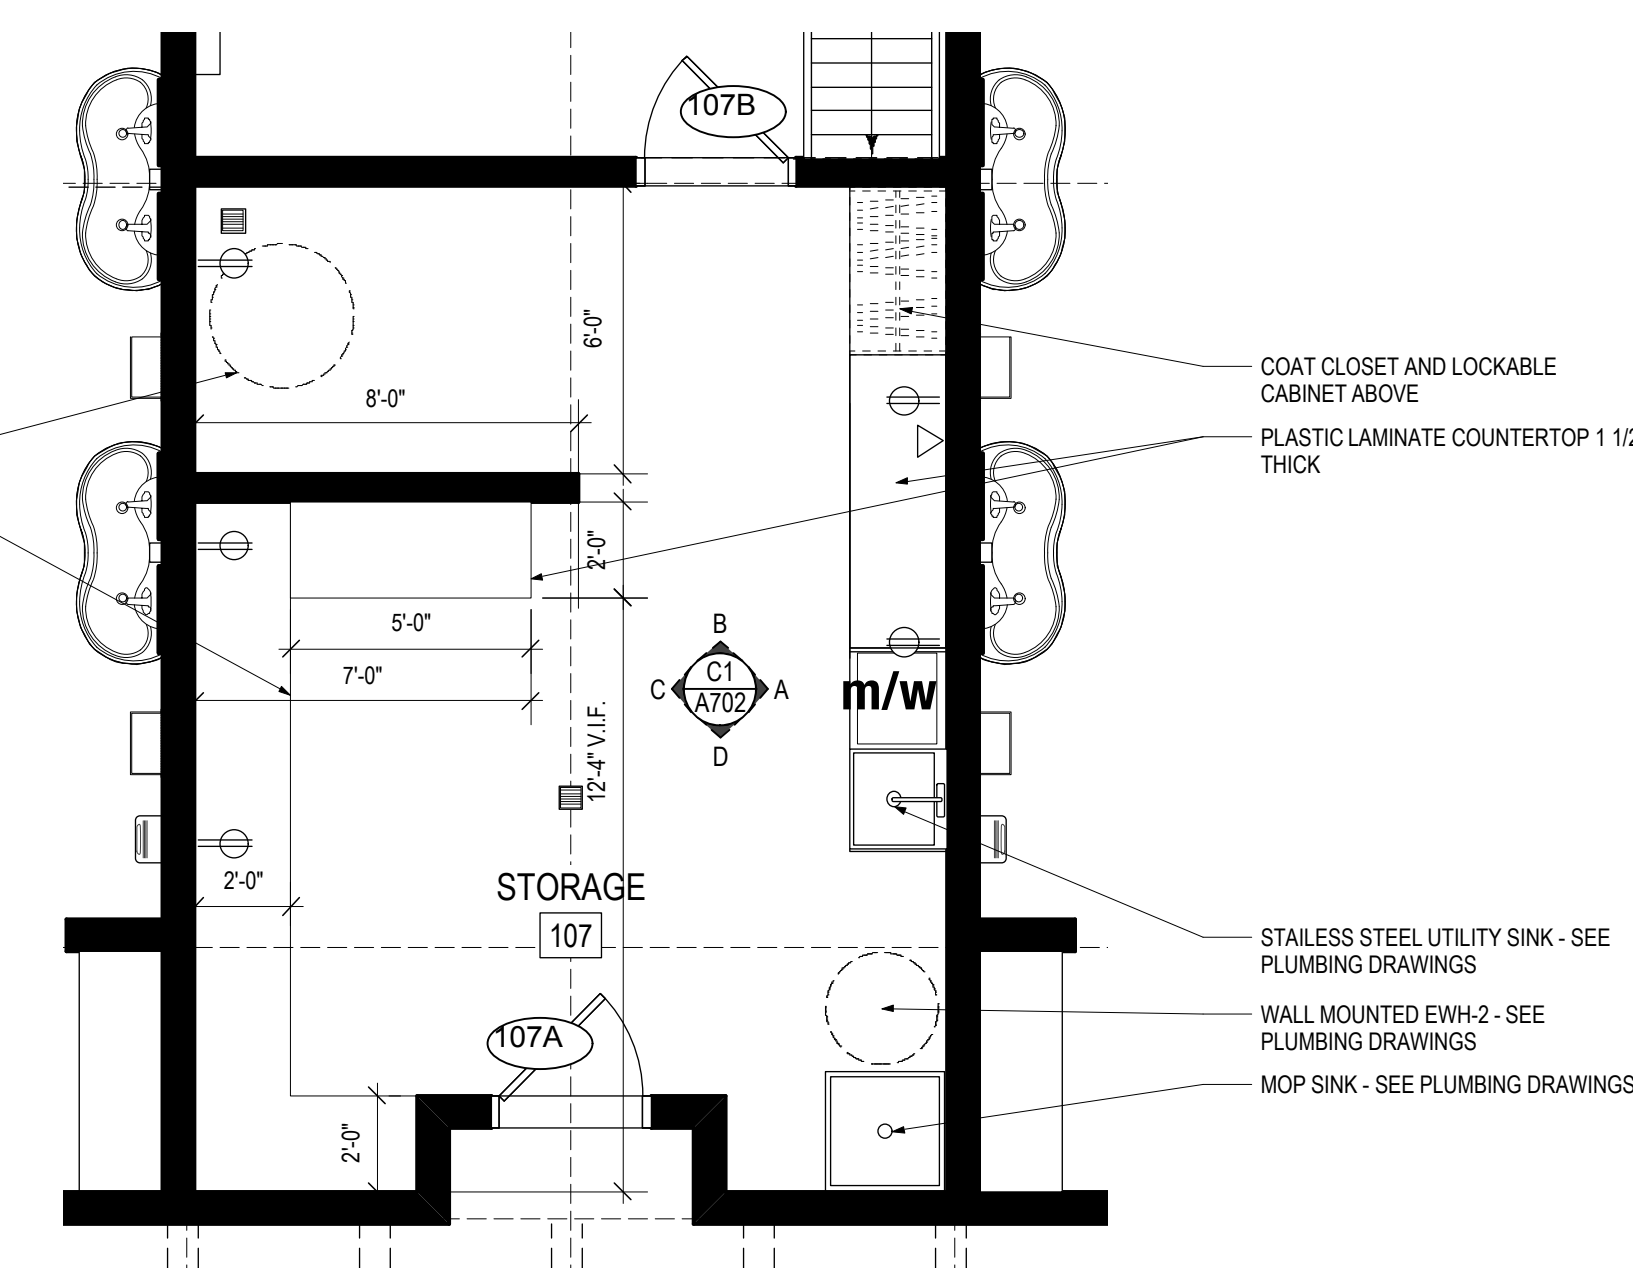 107B
6'-0"
8'-0"
COAT CLOSET AND LOCKABLE
CABINET ABOVE
PLASTIC LAMINATE COUNTERTOP 1 1/2
THICK
2'-0"
5'-0"
7'-0"
B
C
C1
A
A702
D
m/w
12'-4" V.I.F.
2'-0"
STORAGE
107
STAILESS STEEL UTILITY SINK - SEE
PLUMBING DRAWINGS
WALL MOUNTED EWH-2 - SEE
PLUMBING DRAWINGS
107A
MOP SINK - SEE PLUMBING DRAWINGS
2'-0"